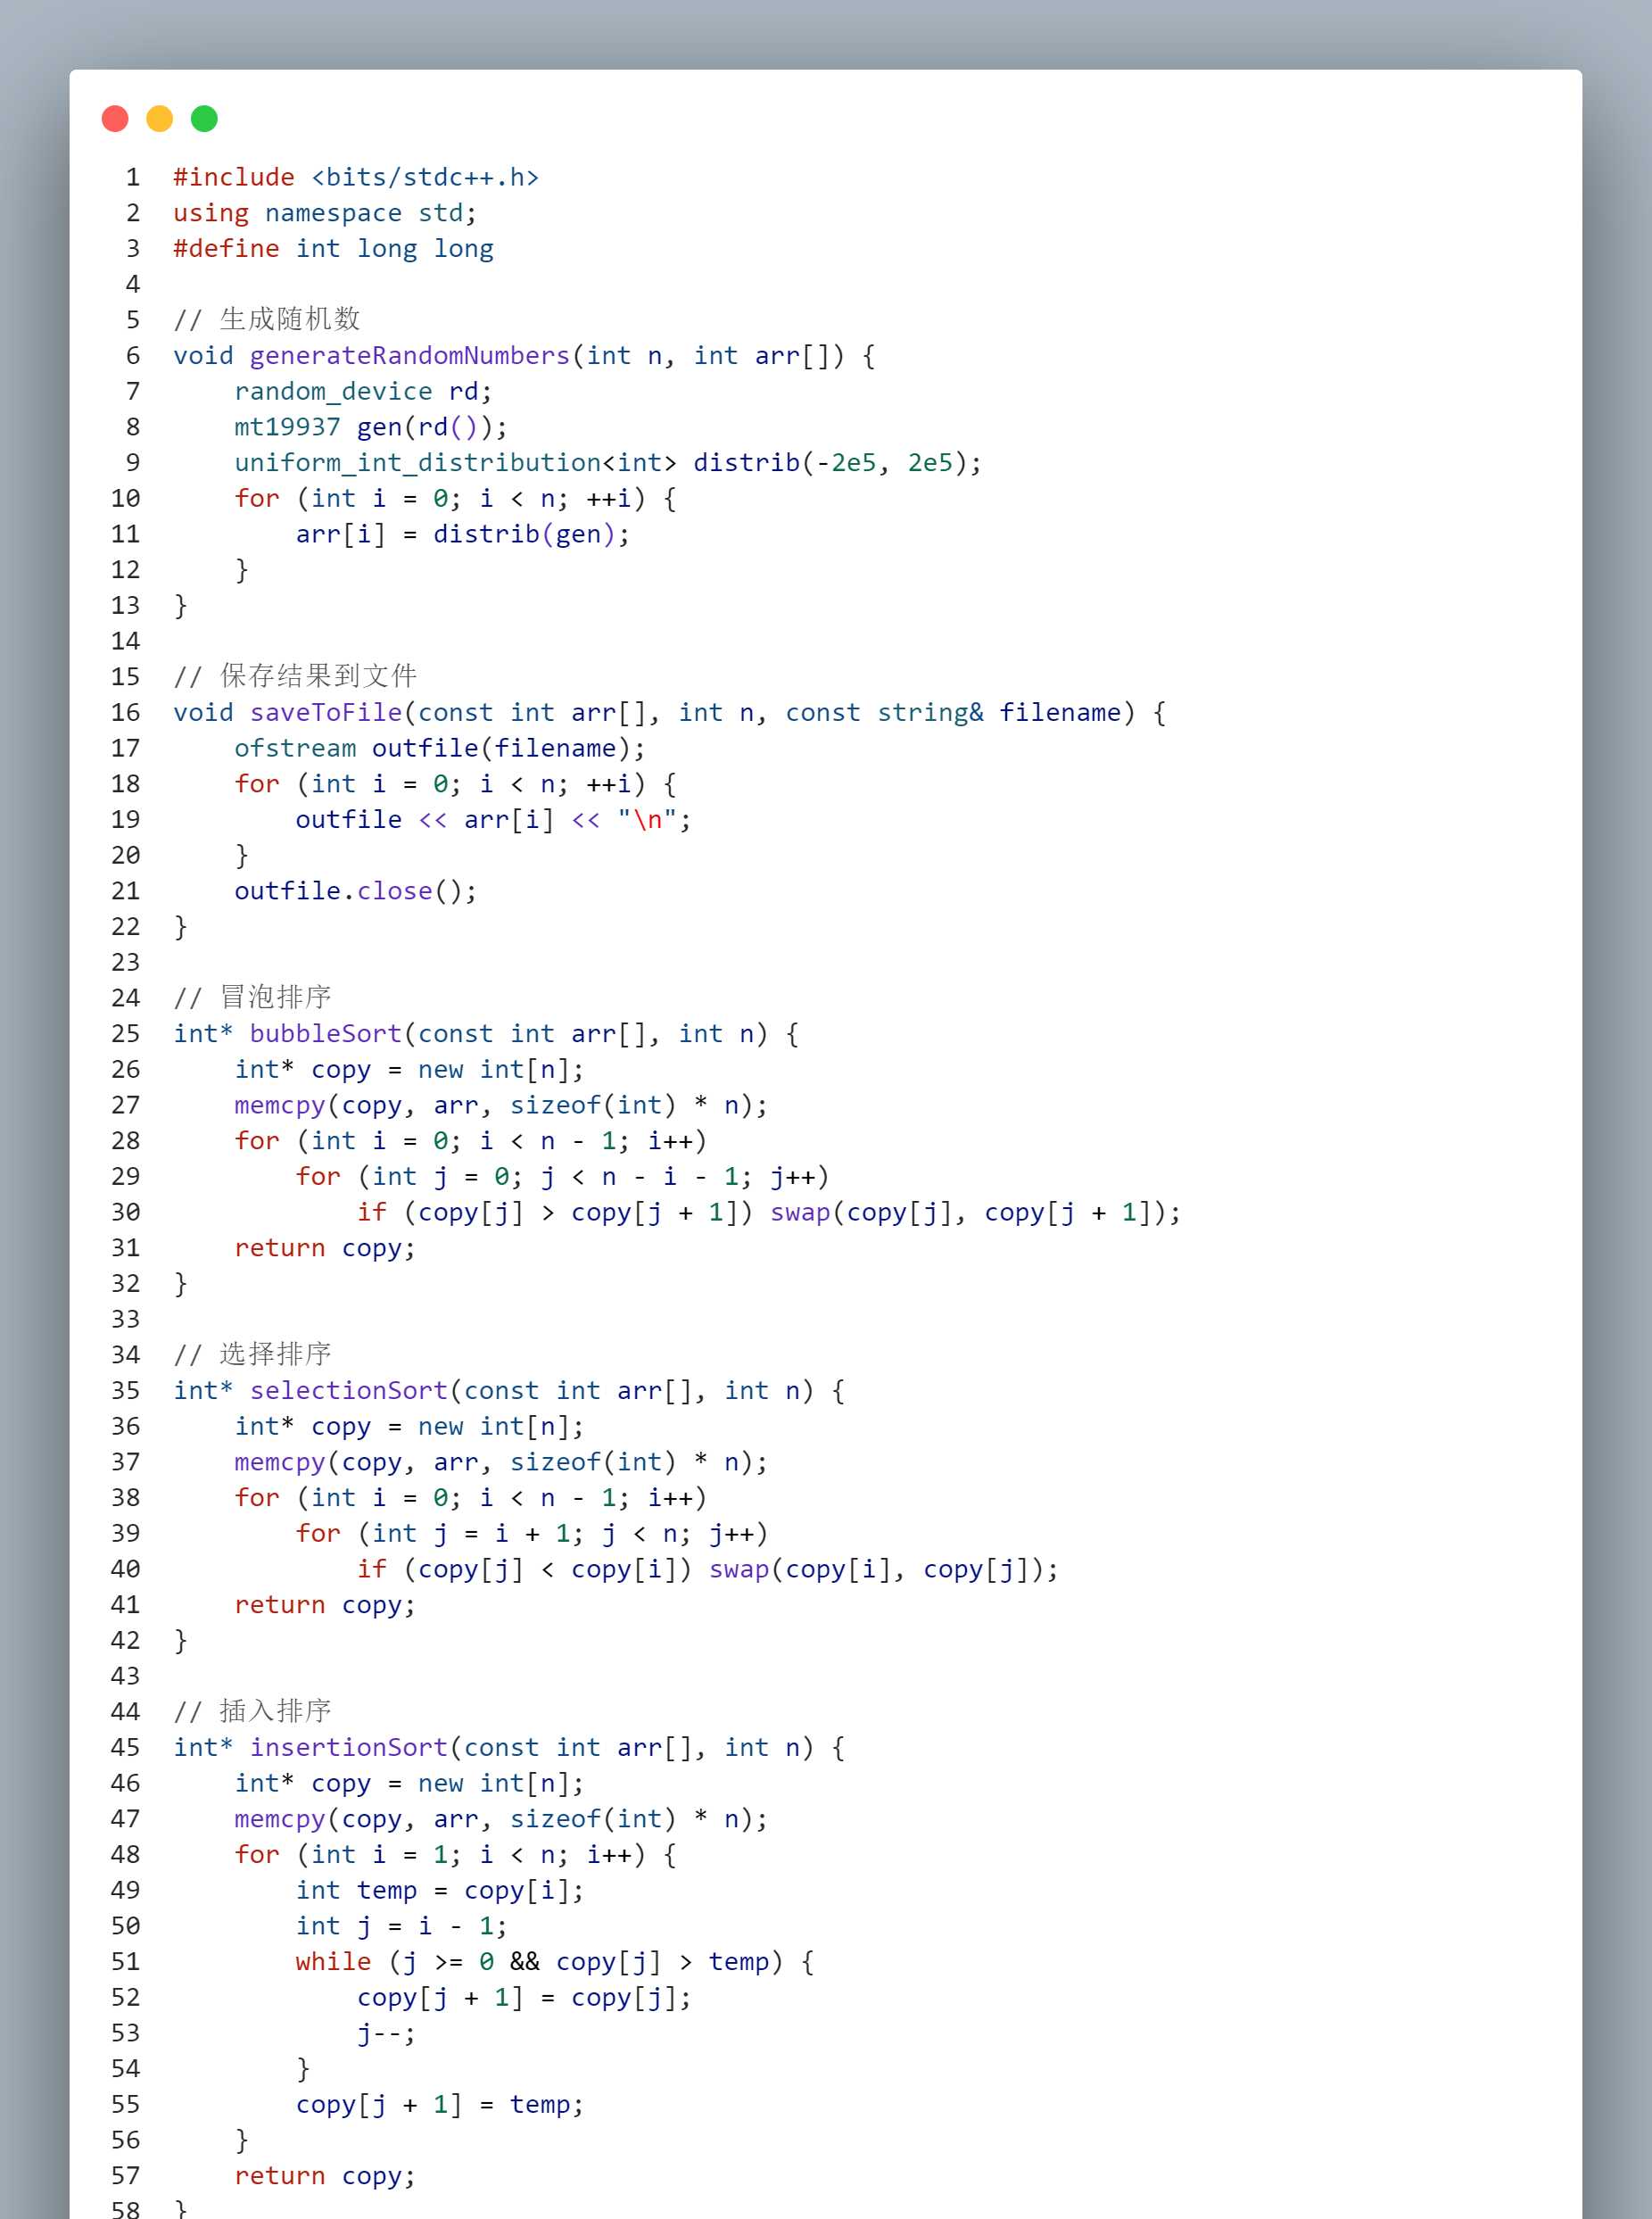 1 #include <bits/stdc++.h>
2 using namespace std;
3 #define int long long
4
5 // 生成随机数
6 void generateRandomNumbers(int n, int arr[]) {
7     random_device rd;
8     mt19937 gen(rd());
9     uniform_int_distribution<int> distrib(-2e5, 2e5);
10     for (int i = 0; i < n; ++i) {
11         arr[i] = distrib(gen);
12     }
13 }
14
15 // 保存结果到文件
16 void saveToFile(const int arr[], int n, const string& filename) {
17     ofstream outfile(filename);
18     for (int i = 0; i < n; ++i) {
19         outfile << arr[i] << "\n";
20     }
21     outfile.close();
22 }
23
24 // 冒泡排序
25 int* bubbleSort(const int arr[], int n) {
26     int* copy = new int[n];
27     memcpy(copy, arr, sizeof(int) * n);
28     for (int i = 0; i < n - 1; i++)
29         for (int j = 0; j < n - i - 1; j++)
30             if (copy[j] > copy[j + 1]) swap(copy[j], copy[j + 1]);
31     return copy;
32 }
33
34 // 选择排序
35 int* selectionSort(const int arr[], int n) {
36     int* copy = new int[n];
37     memcpy(copy, arr, sizeof(int) * n);
38     for (int i = 0; i < n - 1; i++)
39         for (int j = i + 1; j < n; j++)
40             if (copy[j] < copy[i]) swap(copy[i], copy[j]);
41     return copy;
42 }
43
44 // 插入排序
45 int* insertionSort(const int arr[], int n) {
46     int* copy = new int[n];
47     memcpy(copy, arr, sizeof(int) * n);
48     for (int i = 1; i < n; i++) {
49         int temp = copy[i];
50         int j = i - 1;
51         while (j >= 0 && copy[j] > temp) {
52             copy[j + 1] = copy[j];
53             j--;
54         }
55         copy[j + 1] = temp;
56     }
57     return copy;
58 }